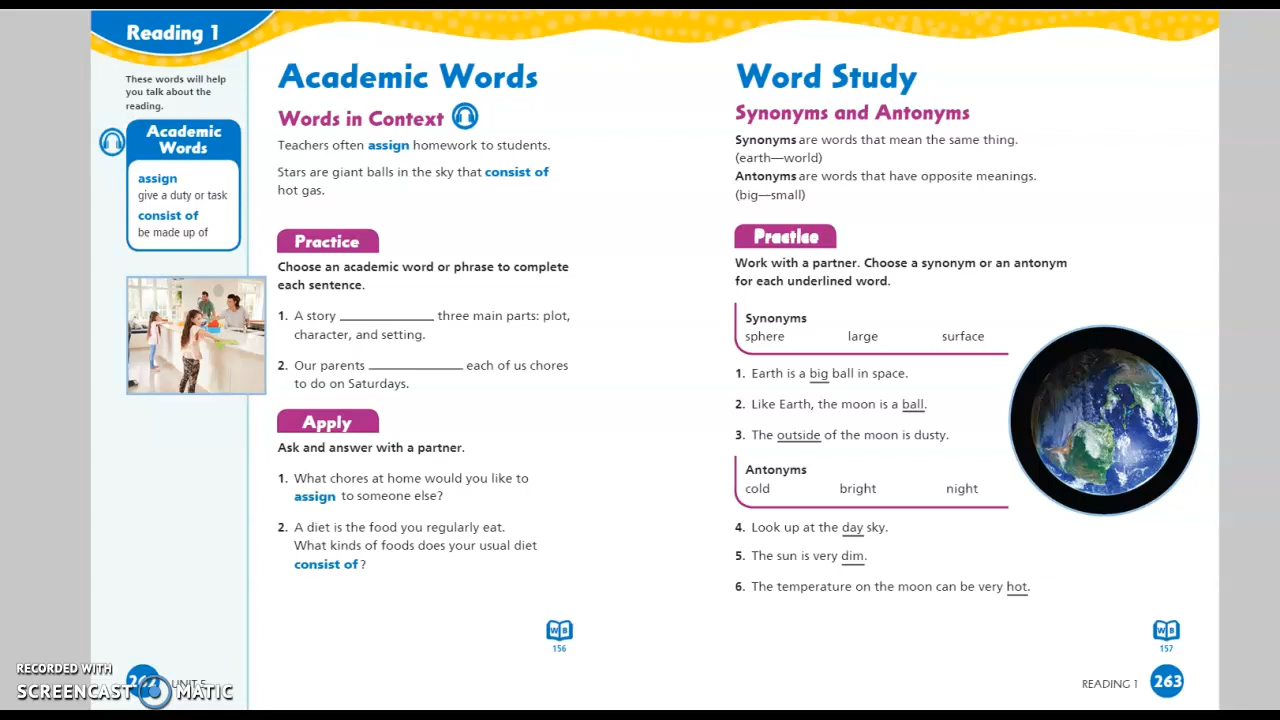 Reading 1
These words will help
you talk about the
reading.
Academic
Words
assign
give a duty or task
consist of
be made up of
Academic Words
Words in Context
Teachers often assign homework to students.
Stars are giant balls in the sky that consist of
hot gas.
Practice
Choose an academic word or phrase to complete
each sentence.
1. A story ______________ three main parts: plot,
character, and setting.
2. Our parents ______________ each of us chores
to do on Saturdays.
Apply
Ask and answer with a partner.
1. What chores at home would you like to
assign to someone else?
2. A diet is the food you regularly eat.
What kinds of foods does your usual diet
consist of?
WB
156
UNIT 5
Word Study
Synonyms and Antonyms
Synonyms are words that mean the same thing.
(earth—world)
Antonyms are words that have opposite meanings.
(big—small)
Practice
Work with a partner. Choose a synonym or an antonym
for each underlined word.
Synonyms
sphere large surface
1. Earth is a big ball in space.
2. Like Earth, the moon is a ball.
3. The outside of the moon is dusty.
Antonyms
cold bright night
4. Look up at the day sky.
5. The sun is very dim.
6. The temperature on the moon can be very hot.
WB
157
READING 1 263
RECORDED WITH
SCREENCAST MATIC